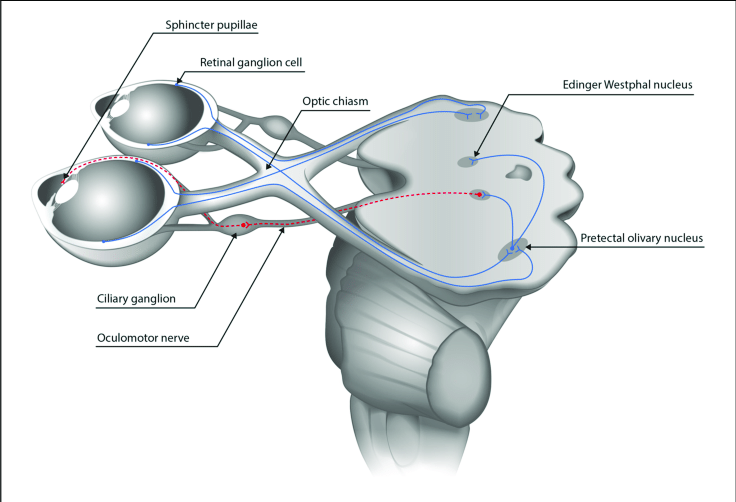 Sphincter pupillae
Retinal ganglion cell
Optic chiasm
Edinger Westphal nucleus
Pretectal olivary nucleus
Ciliary ganglion
Oculomotor nerve